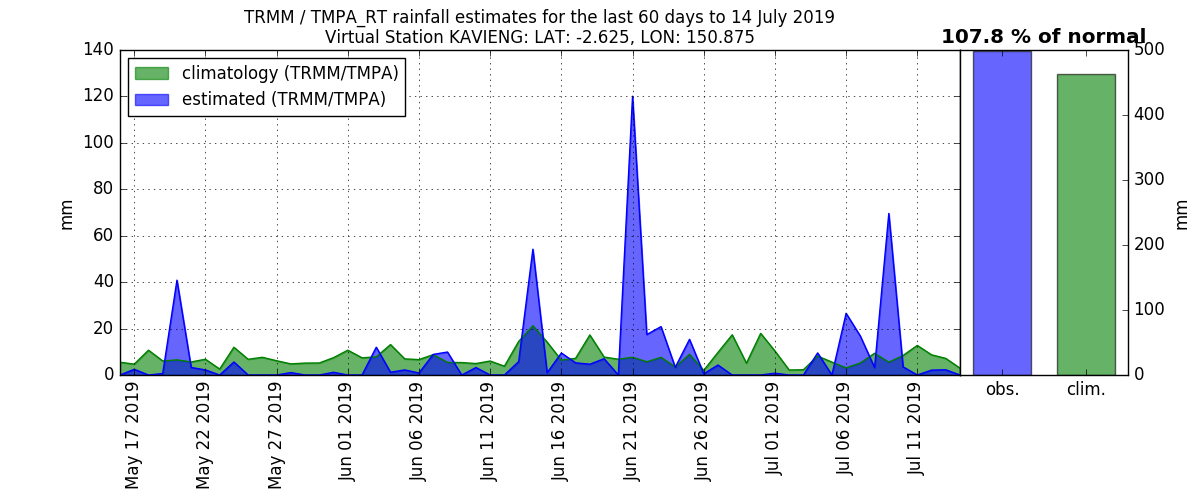 TRMM / TMPA_RT rainfall estimates for the last 60 days to 14 July 2019
Virtual Station KAVIENG: LAT: -2.625, LON: 150.875
107.8 % of normal
climatology (TRMM/TMPA)
estimated (TRMM/TMPA)
mm
140
120
100
80
60
40
20
0
May 17 2019
May 22 2019
May 27 2019
Jun 01 2019
Jun 06 2019
Jun 11 2019
Jun 16 2019
Jun 21 2019
Jun 26 2019
Jul 01 2019
Jul 06 2019
Jul 11 2019
obs.
clim.
500
400
300
200
100
0
mm